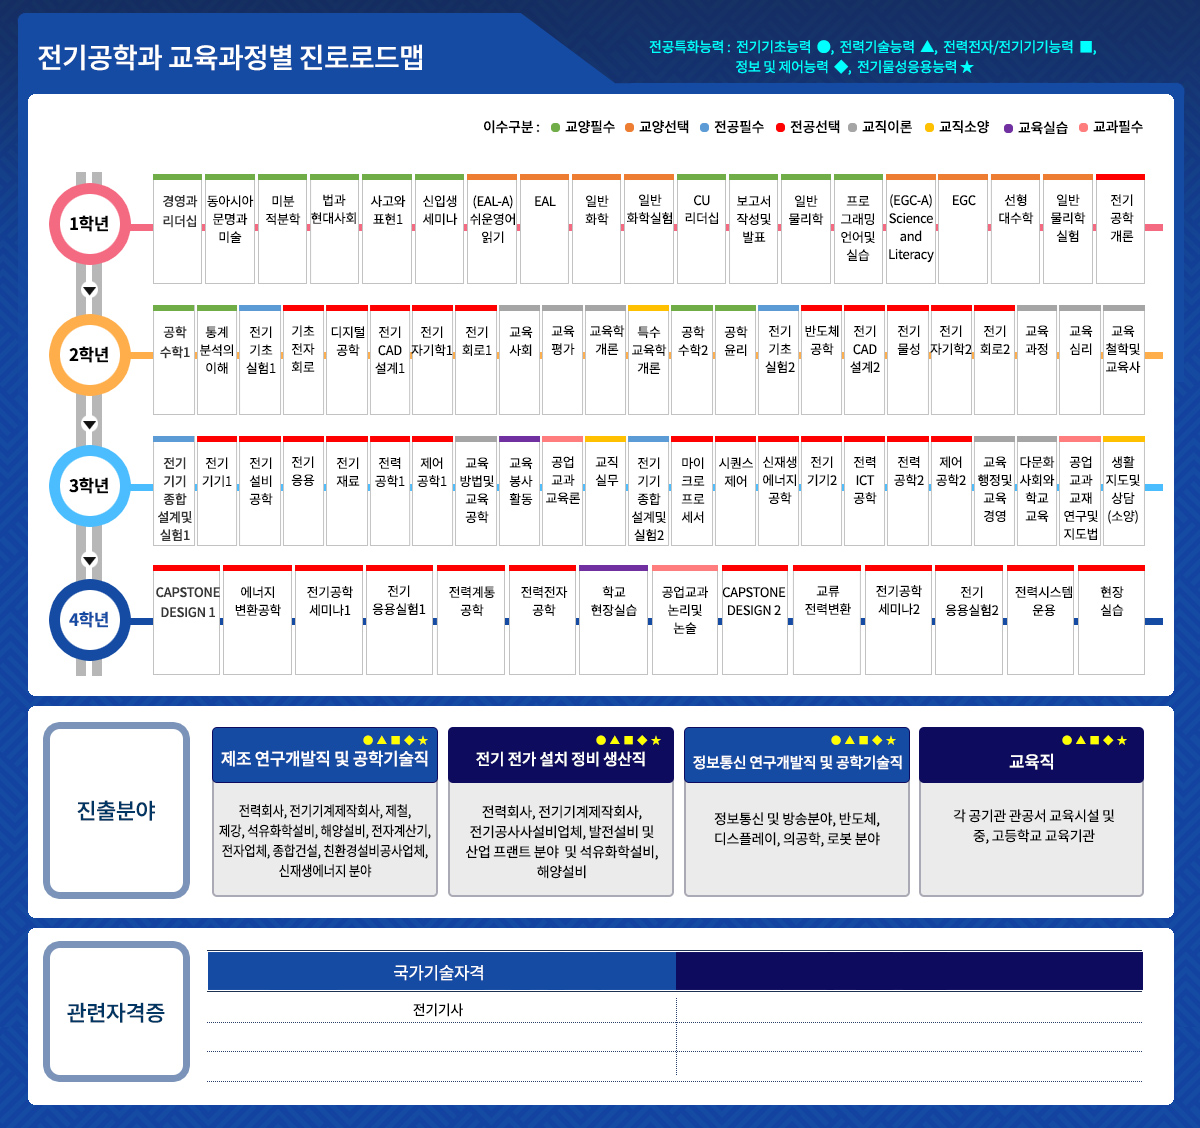 전기공학과 교육과정별 진로로드맵
전공특화능력 : 전기기초능력 ●, 전력기술능력 ▲, 전력전자/전기기기능력 ■,
정보 및 제어능력 ◆, 전기물성응용능력 ★
이수구분 : ● 교양필수 ● 교양선택 ● 전공필수 ● 전공선택 ● 교직이론 ● 교직소양 ● 교육실습 ● 교과필수
1학년
경영과
리더십
동아시아
문명과
미술
미분
적분학
법과
현대사회
사고와
표현1
신입생
세미나
(EAL-A)
쉬운영어
읽기
EAL
일반
화학
일반
화학실험
CU
리더십
보고서
작성및
발표
일반
물리학
프로
그래밍
언어및
실습
(EGC-A)
Science
and
Literacy
EGC
선형
대수학
일반
물리학
실험
전기
공학
개론
2학년
공학
수학1
통계
분석의
이해
전기
기초
실험1
기초
전자
회로
디지털
공학
전기
CAD
설계1
전기
자기학1
전기
회로1
교육
사회
교육
평가
교육학
개론
특수
교육학
개론
공학
수학2
공학
윤리
전기
기초
실험2
반도체
공학
전기
CAD
설계2
전기
물성
전기
자기학2
전기
회로2
교육
과정
교육
심리
교육
철학및
교육사
3학년
전기
기기
종합
설계및
실험1
전기
기기1
전기
설비
공학
전기
응용
전기
재료
전력
공학1
제어
공학1
교육
방법및
교육
공학
교육
봉사
활동
공업
교과
교육론
교직
실무
전기
기기
종합
설계및
실험2
마이
크로
프로
세서
시퀀스
제어
신재생
에너지
공학
전기
기기2
전력
ICT
공학
전력
공학2
제어
공학2
교육
행정및
교육
경영
다문화
사회와
학교
교육
공업
교과
교재
연구및
지도법
생활
지도및
상담
(소양)
4학년
CAPSTONE
DESIGN 1
에너지
변환공학
전기공학
세미나1
전기
응용실험1
전력계통
공학
전력전자
공학
학교
현장실습
공업교과
논리및
논술
CAPSTONE
DESIGN 2
교류
전력변환
전기공학
세미나2
전기
응용실험2
전력시스템
운용
현장
실습
진출분야
●▲■◆★
제조 연구개발직 및 공학기술직
전력회사, 전기기계제작회사, 제철,
제강, 석유화학설비, 해양설비, 전자계산기,
전자업체, 종합건설, 친환경설비공사업체,
신재생에너지 분야
●▲■◆★
전기 전가 설치 정비 생산직
전력회사, 전기기계제작회사,
전기공사사설비업체, 발전설비 및
산업 프랜트 분야 및 석유화학설비,
해양설비
●▲■◆★
정보통신 연구개발직 및 공학기술직
정보통신 및 방송분야, 반도체,
디스플레이, 의공학, 로봇 분야
●▲■◆★
교육직
각 공기관 관공서 교육시설 및
중, 고등학교 교육기관
관련자격증
국가기술자격
전기기사